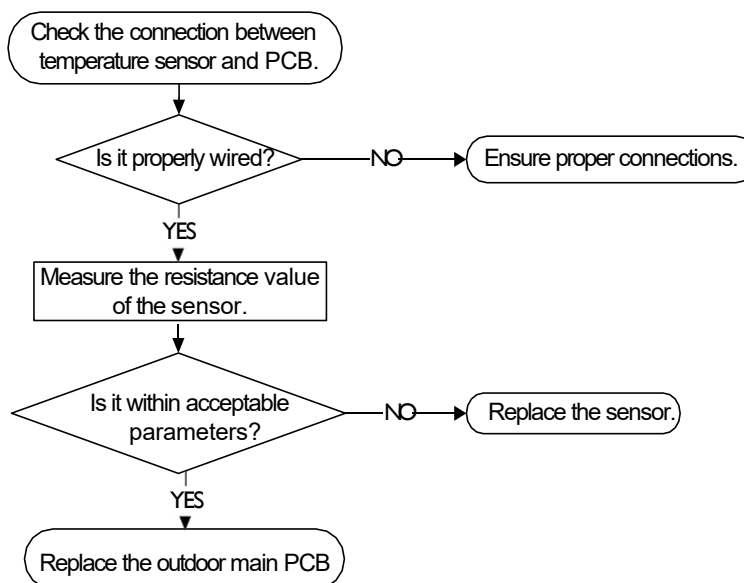 Check the connection between
temperature sensor and PCB.
Is it properly wired?
NO
Ensure proper connections.
YES
Measure the resistance value
of the sensor.
Is it within acceptable
parameters?
NO
Replace the sensor.
YES
Replace the outdoor main PCB